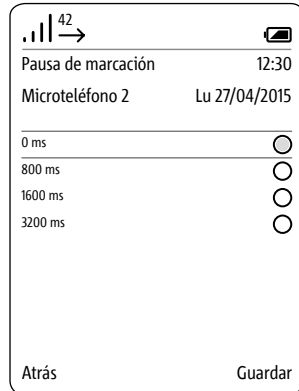 42
Pausa de marcación 12:30
Microteléfono 2 Lu 27/04/2015
0 ms
800 ms
1600 ms
3200 ms
Atrás Guardar